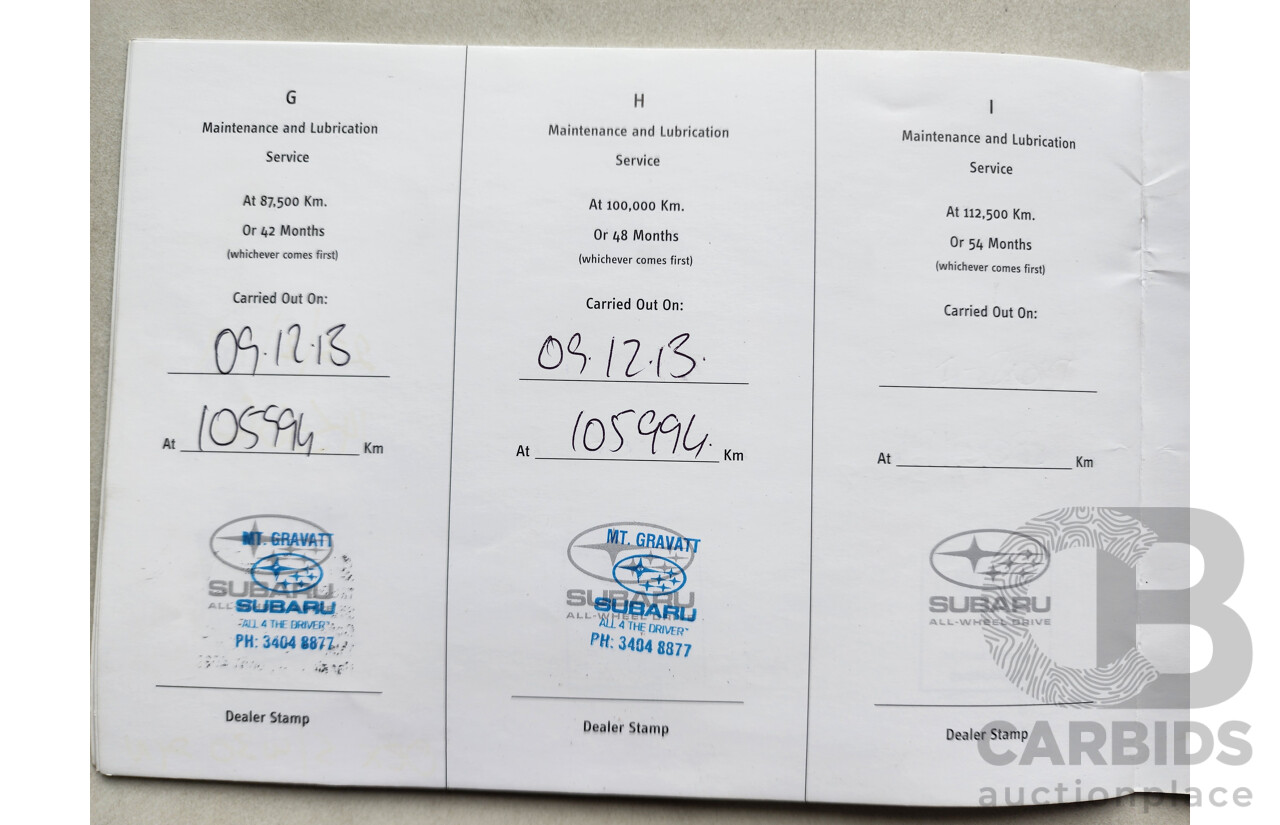 G
Maintenance and Lubrication
Service
At 87,500 Km.
Or 42 Months
(whichever comes first)
Carried Out On:
09.12.13
At 105994 Km
MT. GRAVATT
SUBARU
SUBARU
"ALL 4 THE DRIVER"
PH: 3404 8877
Dealer Stamp
H
Maintenance and Lubrication
Service
At 100,000 Km.
Or 48 Months
(whichever comes first)
Carried Out On:
09.12.13.
At 105994. Km
MT. GRAVATT
SUBARU
SUBARU
ALL-WHEEL DRIVE
"ALL 4 THE DRIVER"
PH: 3404 8877
Dealer Stamp
I
Maintenance and Lubrication
Service
At 112,500 Km.
Or 54 Months
(whichever comes first)
Carried Out On:
At Km
SUBARU
ALL-WHEEL DRIVE
Dealer Stamp
CARBIDS
auctionplace